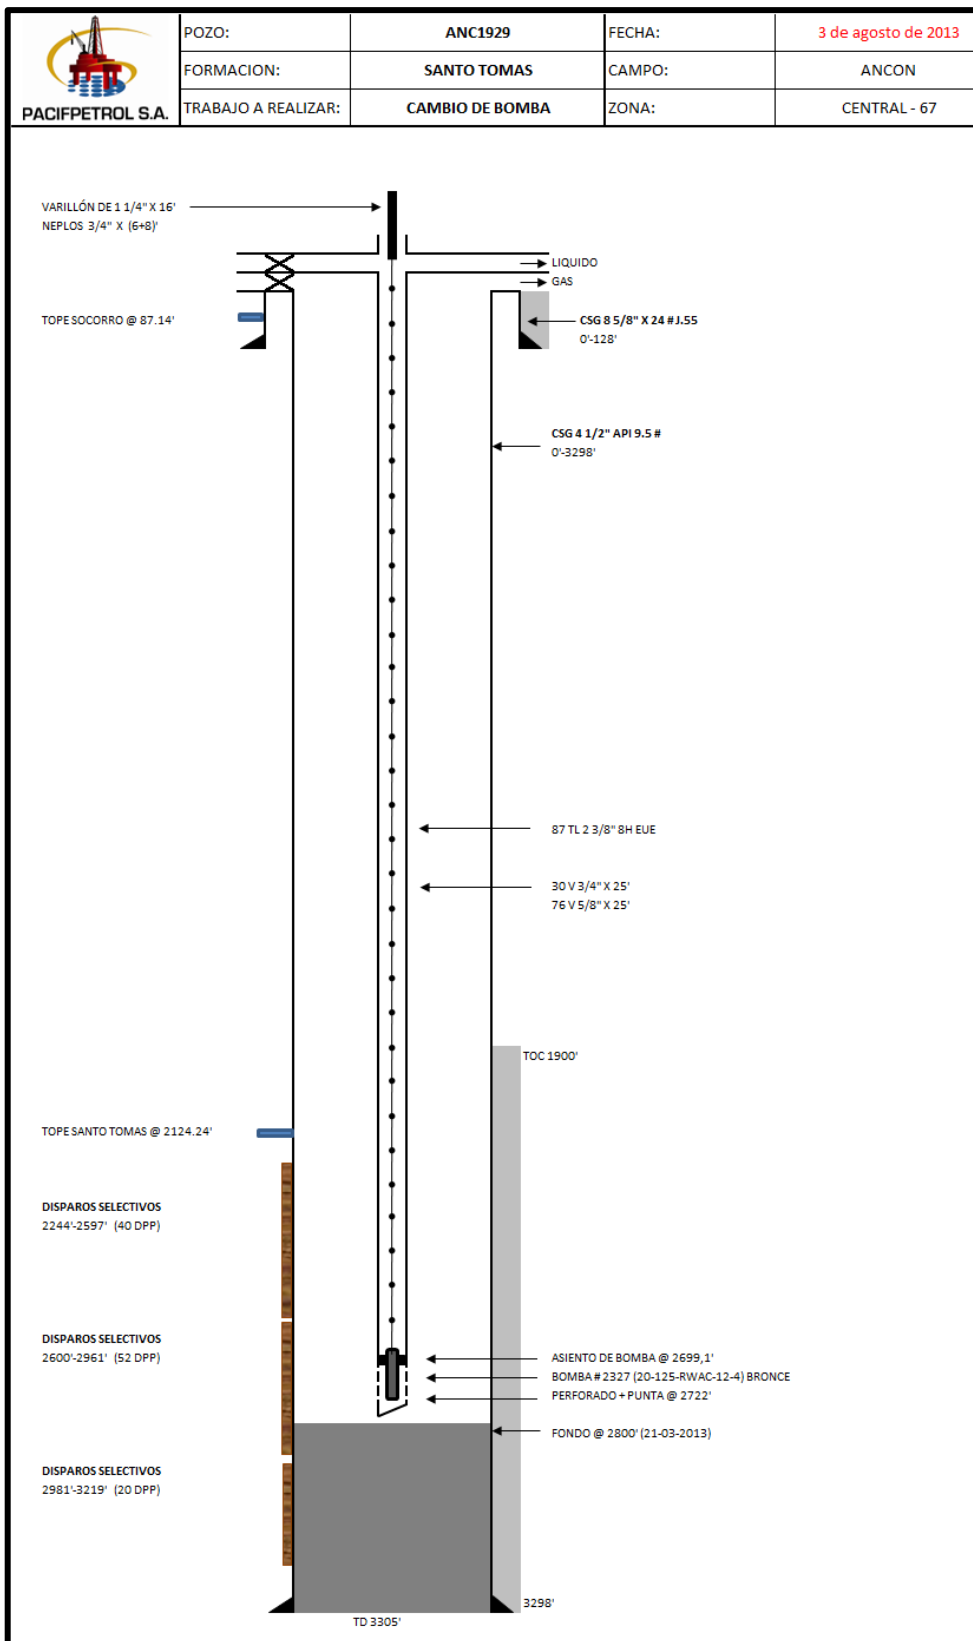 POZO: ANC1929 FECHA: 3 de agosto de 2013
FORMACION: SANTO TOMAS CAMPO: ANCON
PACIFPETROL S.A. TRABAJO A REALIZAR: CAMBIO DE BOMBA ZONA: CENTRAL - 67
VARILLÓN DE 1 1/4" X 16'
NEPLOS 3/4" X (6+8)'
LIQUIDO
GAS
TOPE SOCORRO @ 87.14'
CSG 8 5/8" X 24 # J.55
0'-128'
CSG 4 1/2" API 9.5 #
0'-3298'
87 TL 2 3/8" 8H EUE
30 V 3/4" X 25'
76 V 5/8" X 25'
TOC 1900'
TOPE SANTO TOMAS @ 2124.24'
DISPAROS SELECTIVOS
2244'-2597' (40 DPP)
DISPAROS SELECTIVOS
2600'-2961' (52 DPP)
ASIENTO DE BOMBA @ 2699,1'
BOMBA # 2327 (20-125-RWAC-12-4) BRONCE
PERFORADO + PUNTA @ 2722'
FONDO @ 2800' (21-03-2013)
DISPAROS SELECTIVOS
2981'-3219' (20 DPP)
3298'
TD 3305'